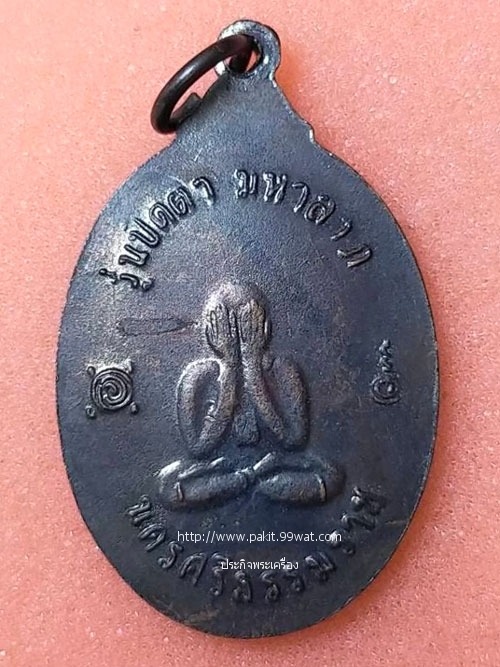 รุ่นปิดตา มหาลาภ
http://www.pakit.99wat.com
ประกิจพระเครื่อง
นครศรีธรรมราช